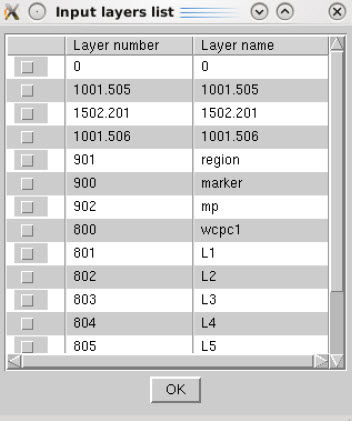 Input layers list
Layer number Layer name
0 0
1001.505 1001.505
1502.201 1502.201
1001.506 1001.506
901 region
900 marker
902 mp
800 wcpc1
801 L1
802 L2
803 L3
804 L4
805 L5
OK